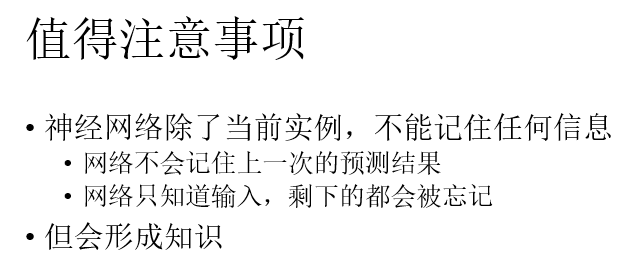 值得注意事项
• 神经网络除了当前实例，不能记住任何信息
• 网络不会记住上一次的预测结果
• 网络只知道输入，剩下的都会被忘记
• 但会形成知识